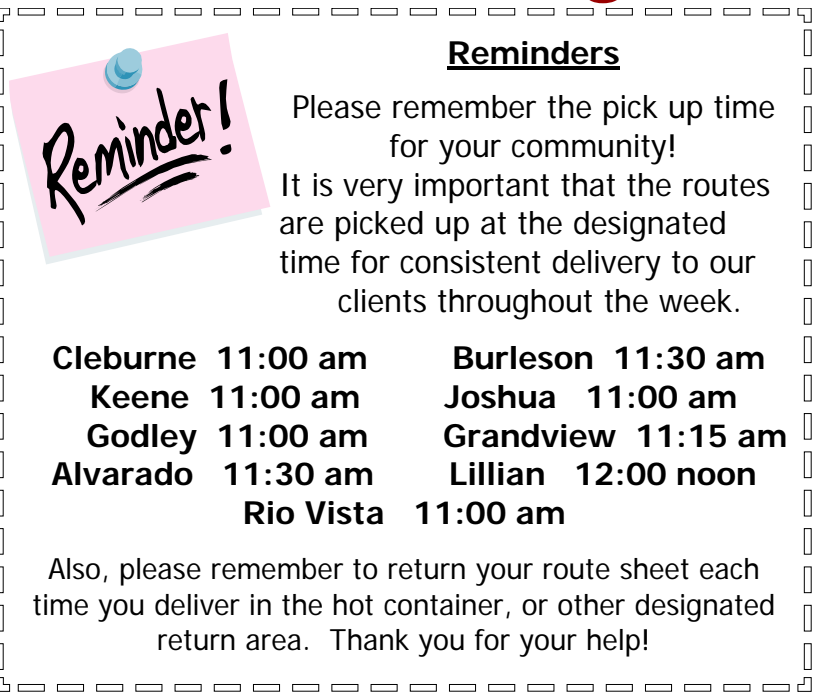 Reminder!
Reminders
Please remember the pick up time
for your community!
It is very important that the routes
are picked up at the designated
time for consistent delivery to our
clients throughout the week.
Cleburne 11:00 am Burleson 11:30 am
Keene 11:00 am Joshua 11:00 am
Godley 11:00 am Grandview 11:15 am
Alvarado 11:30 am Lillian 12:00 noon
Rio Vista 11:00 am
Also, please remember to return your route sheet each
time you deliver in the hot container, or other designated
return area. Thank you for your help!